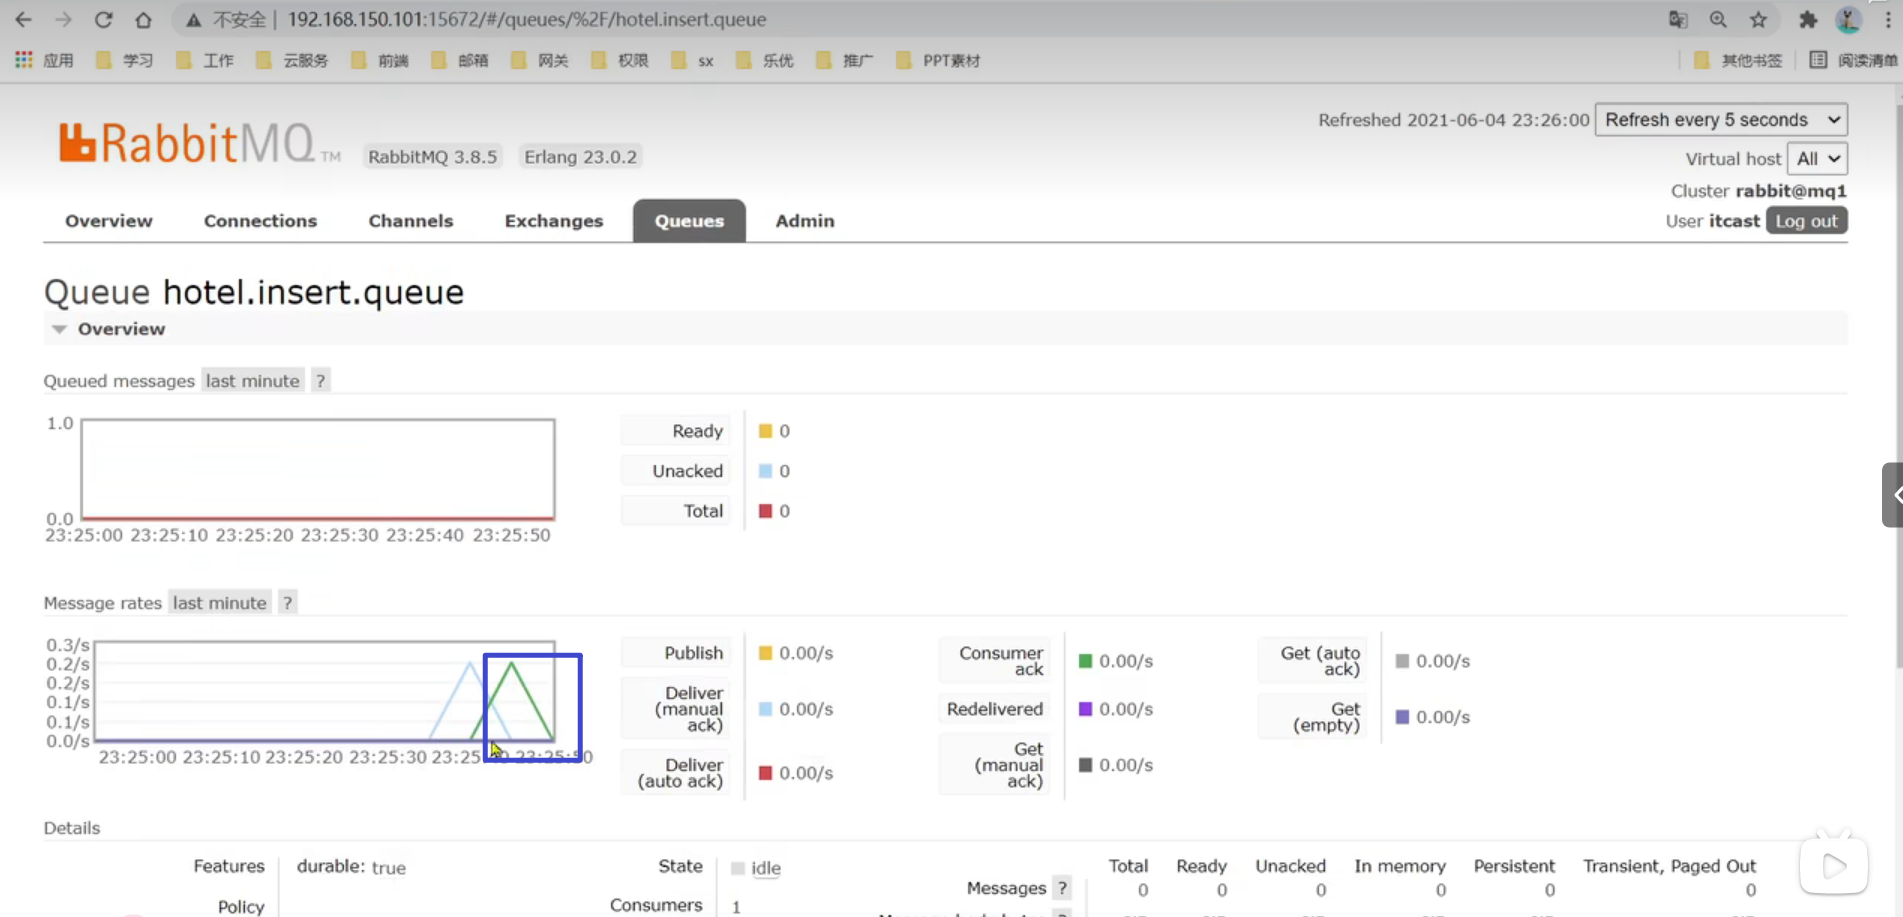 不安全 | 192.168.150.101:15672/#/queues/%2F/hotel.insert.queue
应用 学习 工作 云服务 前端 邮箱 网关 权限 sx 乐优 推广 PPT素材 其他书签 阅读清单
RabbitMQ TM RabbitMQ 3.8.5 Erlang 23.0.2
Refreshed 2021-06-04 23:26:00 Refresh every 5 seconds
Virtual host All
Cluster rabbit@mq1
User itcast Log out
Overview Connections Channels Exchanges Queues Admin
Queue hotel.insert.queue
Overview
Queued messages last minute ?
1.0
0.0
23:25:00 23:25:10 23:25:20 23:25:30 23:25:40 23:25:50
Ready 0
Unacked 0
Total 0
Message rates last minute ?
0.3/s
0.2/s
0.2/s
0.1/s
0.1/s
0.0/s
23:25:00 23:25:10 23:25:20 23:25:30
Publish 0.00/s
Deliver (manual ack) 0.00/s
Deliver (auto ack) 0.00/s
Consumer ack 0.00/s
Redelivered 0.00/s
Get (manual ack) 0.00/s
Get (auto ack) 0.00/s
Get (empty) 0.00/s
Details
Features durable: true
Policy
State idle
Consumers 1
Total Ready Unacked In memory Persistent Transient, Paged Out
Messages ? 0 0 0 0 0 0